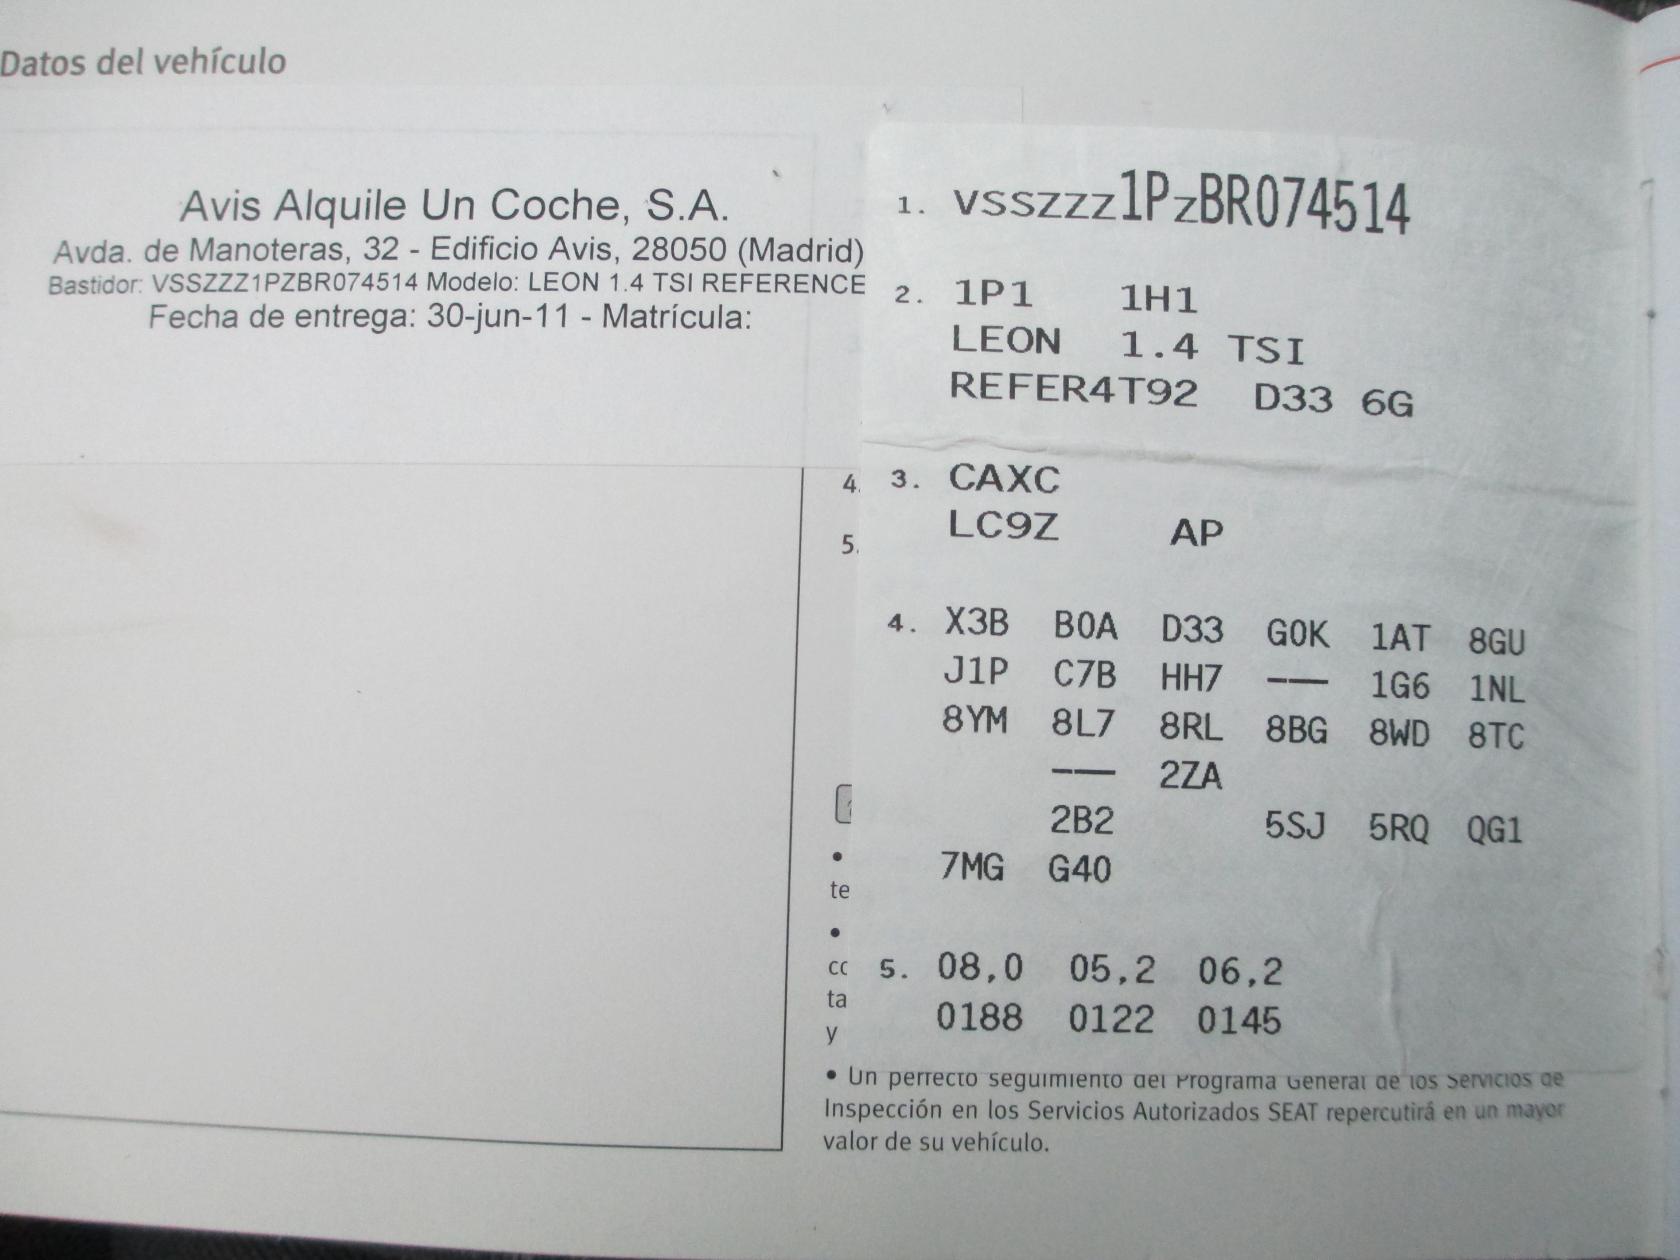 Datos del vehículo
Avis Alquile Un Coche, S.A.
Avda. de Manoteras, 32 - Edificio Avis, 28050 (Madrid)
Bastidor: VSSZZZ1PZBR074514 Modelo: LEON 1.4 TSI REFERENCE
Fecha de entrega: 30-jun-11 - Matrícula:
1. VSSZZZ1PZBR074514
2. 1P1 1H1
LEON 1.4 TSI
REFER4T92 D33 6G
4.
3. CAXC
LC9Z AP
5.
4. X3B B0A D33 G0K 1AT 8GU
J1P C7B HH7 --- 1G6 1NL
8YM 8L7 8RL 8BG 8WD 8TC
--- 2ZA
2B2 5SJ 5RQ QG1
7MG G40
•
te
•
5. 08,0 05,2 06,2
0188 0122 0145
ta
y
• Un perfecto seguimiento del Programa General de los Servicios de
Inspección en los Servicios Autorizados SEAT repercutirá en un mayor
valor de su vehículo.